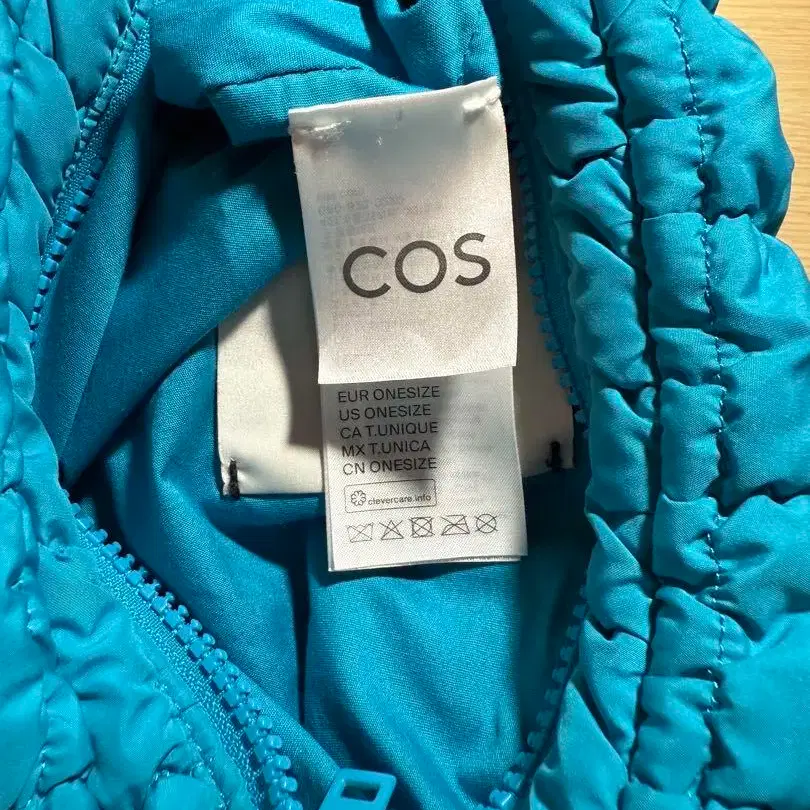 COS
EUR ONESIZE
US ONESIZE
CA T.UNIQUE
MX T.UNICA
CN ONESIZE
clevercare.info